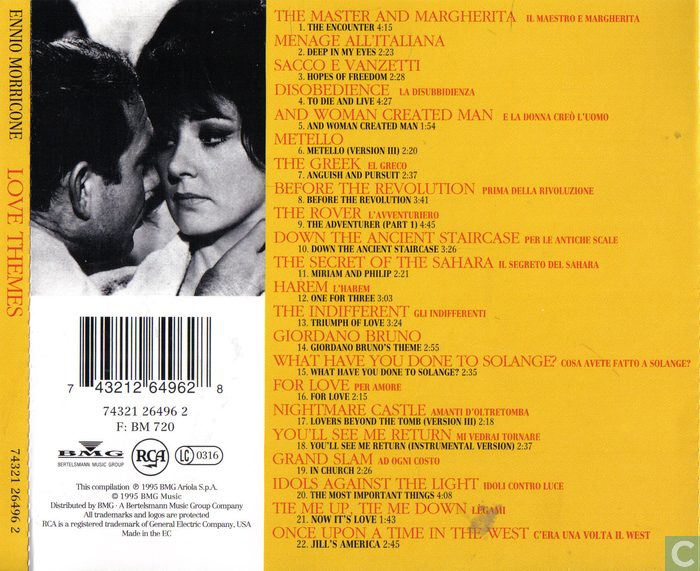 ENNIO MORRICONE LOVE THEMES 74321 26496 2
THE MASTER AND MARGHERITA IL MAESTRO E MARGHERITA
1. THE ENCOUNTER 4:15
MENAGE ALL'ITALIANA
2. DEEP IN MY EYES 2:23
SACCO E VANZETTI
3. HOPES OF FREEDOM 2:28
DISOBEDIENCE LA DISUBBIDIENZA
4. TO DIE AND LIVE 4:27
AND WOMAN CREATED MAN E LA DONNA CREÒ L'UOMO
5. AND WOMAN CREATED MAN 1:54
METELLO
6. METELLO (VERSION III) 2:20
THE GREEK EL GRECO
7. ANGUISH AND PURSUIT 2:37
BEFORE THE REVOLUTION PRIMA DELLA RIVOLUZIONE
8. BEFORE THE REVOLUTION 3:41
THE ROVER L'AVVENTURIERO
9. THE ADVENTURER (PART 1) 4:45
DOWN THE ANCIENT STAIRCASE PER LE ANTICHE SCALE
10. DOWN THE ANCIENT STAIRCASE 3:26
THE SECRET OF THE SAHARA IL SEGRETO DEL SAHARA
11. MIRIAM AND PHILIP 2:21
HAREM L'HAREM
12. ONE FOR THREE 3:03
THE INDIFFERENT GLI INDIFFERENTI
13. TRIUMPH OF LOVE 3:24
GIORDANO BRUNO
14. GIORDANO BRUNO'S THEME 2:55
WHAT HAVE YOU DONE TO SOLANGE? COSA AVETE FATTO A SOLANGE?
15. WHAT HAVE YOU DONE TO SOLANGE? 2:35
FOR LOVE PER AMORE
16. FOR LOVE 2:15
NIGHTMARE CASTLE AMANTI D'OLTRETOMBA
17. LOVERS BEYOND THE TOMB (VERSION III) 2:18
YOU'LL SEE ME RETURN MI VEDRAI TORNARE
18. YOU'LL SEE ME RETURN (INSTRUMENTAL VERSION) 2:37
GRAND SLAM AD OGNI COSTO
19. IN CHURCH 2:26
IDOLS AGAINST THE LIGHT IDOLI CONTRO LUCE
20. THE MOST IMPORTANT THINGS 4:08
TIE ME UP, TIE ME DOWN LEGAMI
21. NOW IT'S LOVE 1:43
ONCE UPON A TIME IN THE WEST C'ERA UNA VOLTA IL WEST
22. JILL'S AMERICA 2:45
7 43212 64962 8
74321 26496 2
F: BM 720
BMG
BERTELSMANN MUSIC GROUP
RCA
LC 0316
This compilation ℗ 1995 BMG Ariola S.p.A.
© 1995 BMG Music
Distributed by BMG - A Bertelsmann Music Group Company
All trademarks and logos are protected
RCA is a registered trademark of General Electric Company, USA
Made in the EC
C